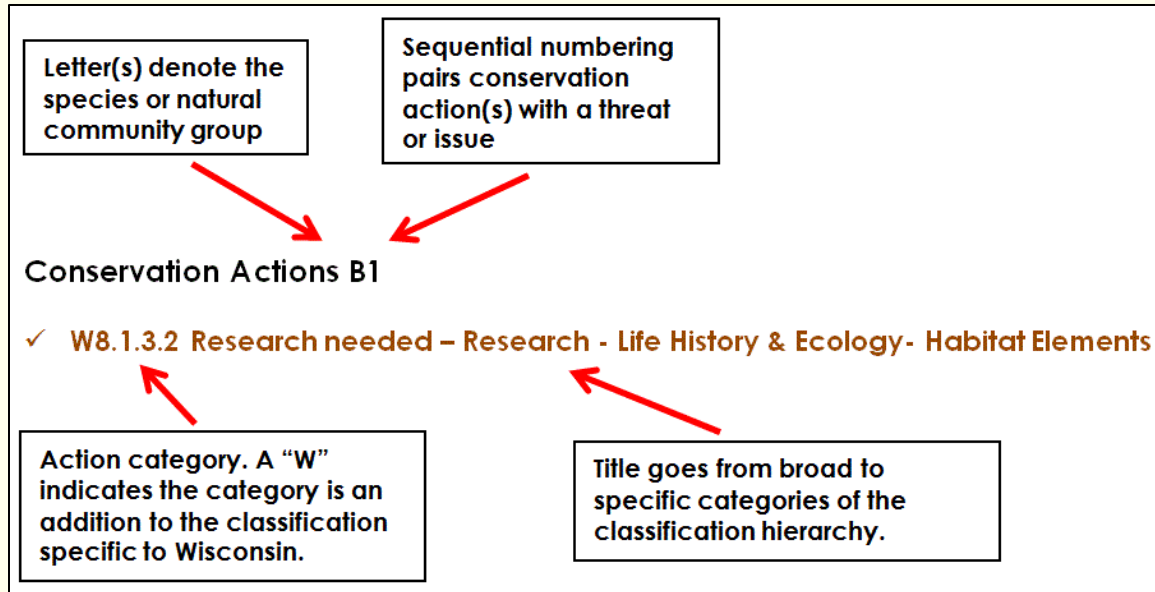 Letter(s) denote the
species or natural
community group
Sequential numbering
pairs conservation
action(s) with a threat
or issue
Conservation Actions B1
✓ W8.1.3.2 Research needed – Research - Life History & Ecology- Habitat Elements
Action category. A “W”
indicates the category is an
addition to the classification
specific to Wisconsin.
Title goes from broad to
specific categories of the
classification hierarchy.